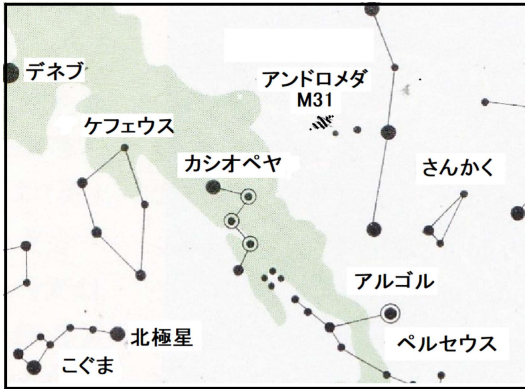 デネブ
アンドロメダ
M31
ケフェウス
カシオペヤ
さんかく
アルゴル
北極星
ペルセウス
こぐま